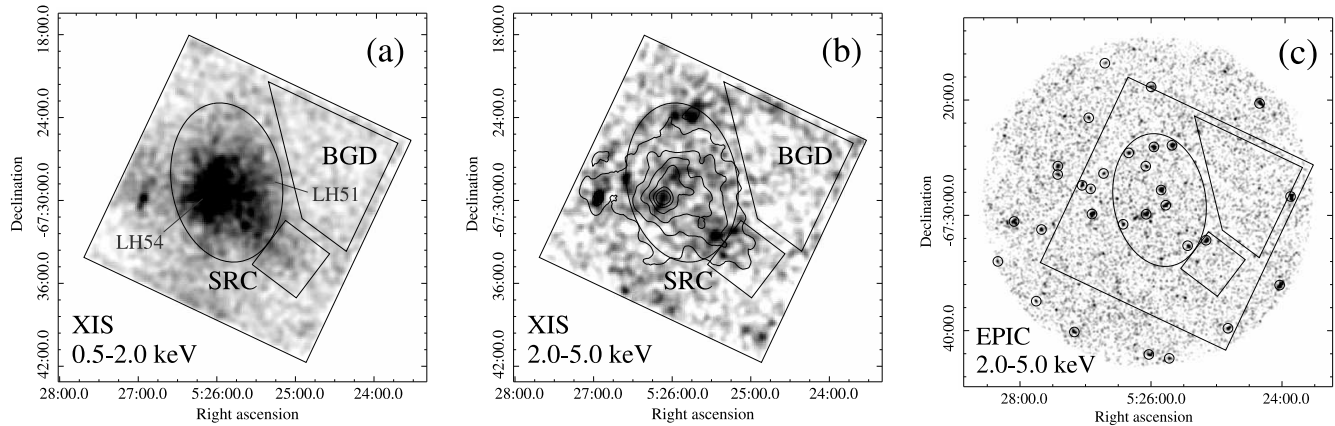 (a)
BGD
LH51
LH54
SRC
XIS
0.5-2.0 keV
18:00.0
24:00.0
-67:30:00.0
36:00.0
42:00.0
Declination
28:00.0 27:00.0 5:26:00.0 25:00.0 24:00.0
Right ascension
(b)
BGD
SRC
XIS
2.0-5.0 keV
18:00.0
24:00.0
-67:30:00.0
36:00.0
42:00.0
Declination
28:00.0 27:00.0 5:26:00.0 25:00.0 24:00.0
Right ascension
(c)
EPIC
2.0-5.0 keV
20:00.0
-67:30:00.0
40:00.0
Declination
28:00.0 5:26:00.0 24:00.0
Right ascension